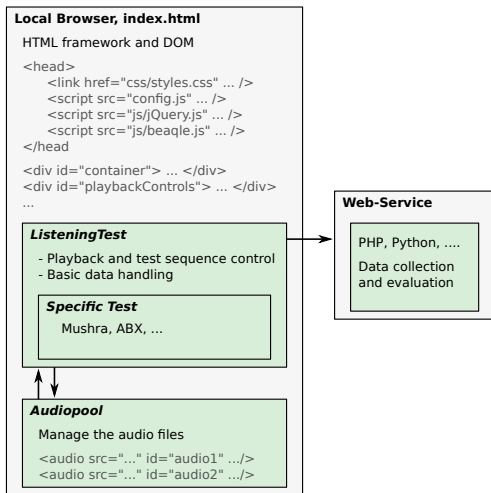 Local Browser, index.html
HTML framework and DOM
<head>
<link href="css/styles.css" ... />
<script src="config.js" ... />
<script src="js/jQuery.js" ... />
<script src="js/beaqle.js" ... />
</head
<div id="container"> ... </div>
<div id="playbackControls"> ... </div>
...
ListeningTest
- Playback and test sequence control
- Basic data handling
Specific Test
Mushra, ABX, ...
Audiopool
Manage the audio files
<audio src="..." id="audio1" .../>
<audio src="..." id="audio2" .../>
Web-Service
PHP, Python, ....
Data collection
and evaluation